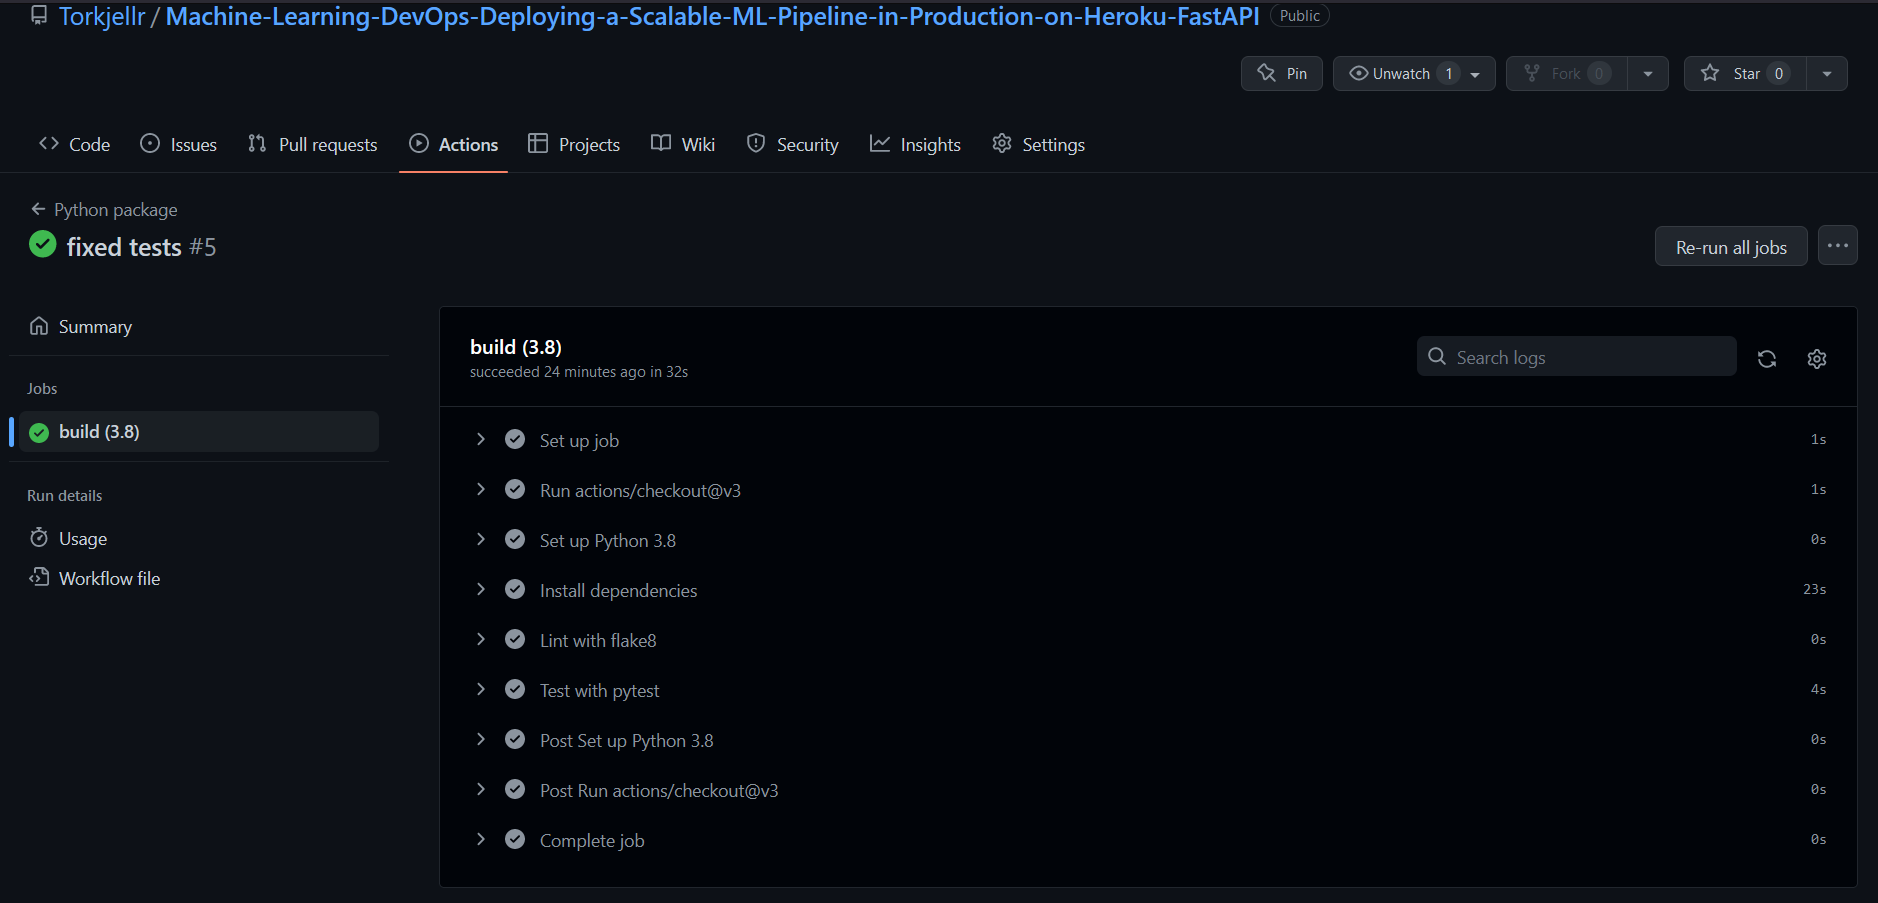 Torkjellr / Machine-Learning-DevOps-Deploying-a-Scalable-ML-Pipeline-in-Production-on-Heroku-FastAPI Public
Pin Unwatch 1 Fork 0 Star 0
Code Issues Pull requests Actions Projects Wiki Security Insights Settings
Python package
fixed tests #5
Re-run all jobs
Summary
Jobs
build (3.8)
Run details
Usage
Workflow file
build (3.8)
succeeded 24 minutes ago in 32s
Search logs
Set up job 1s
Run actions/checkout@v3 1s
Set up Python 3.8 0s
Install dependencies 23s
Lint with flake8 0s
Test with pytest 4s
Post Set up Python 3.8 0s
Post Run actions/checkout@v3 0s
Complete job 0s